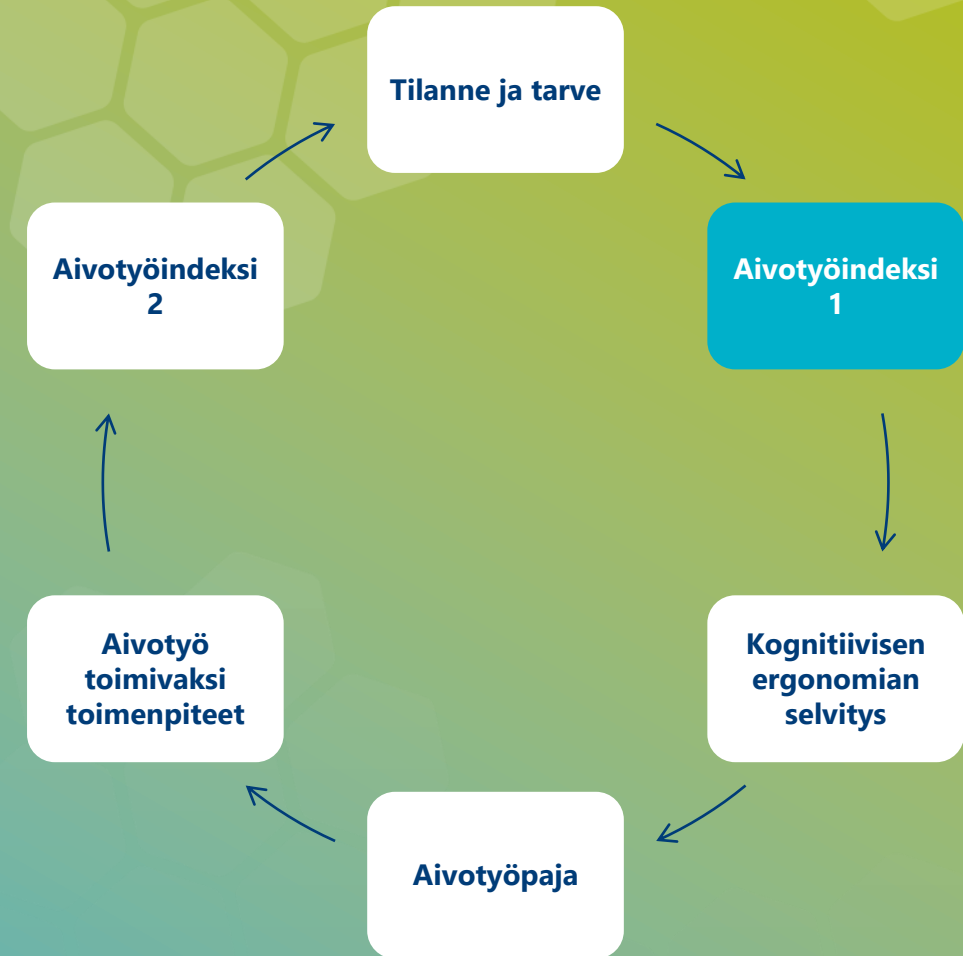 Tilanne ja tarve
Aivotyöindeksi
1
Kognitiivisen
ergonomian
selvitys
Aivotyöpaja
Aivotyö
toimivaksi
toimenpiteet
Aivotyöindeksi
2